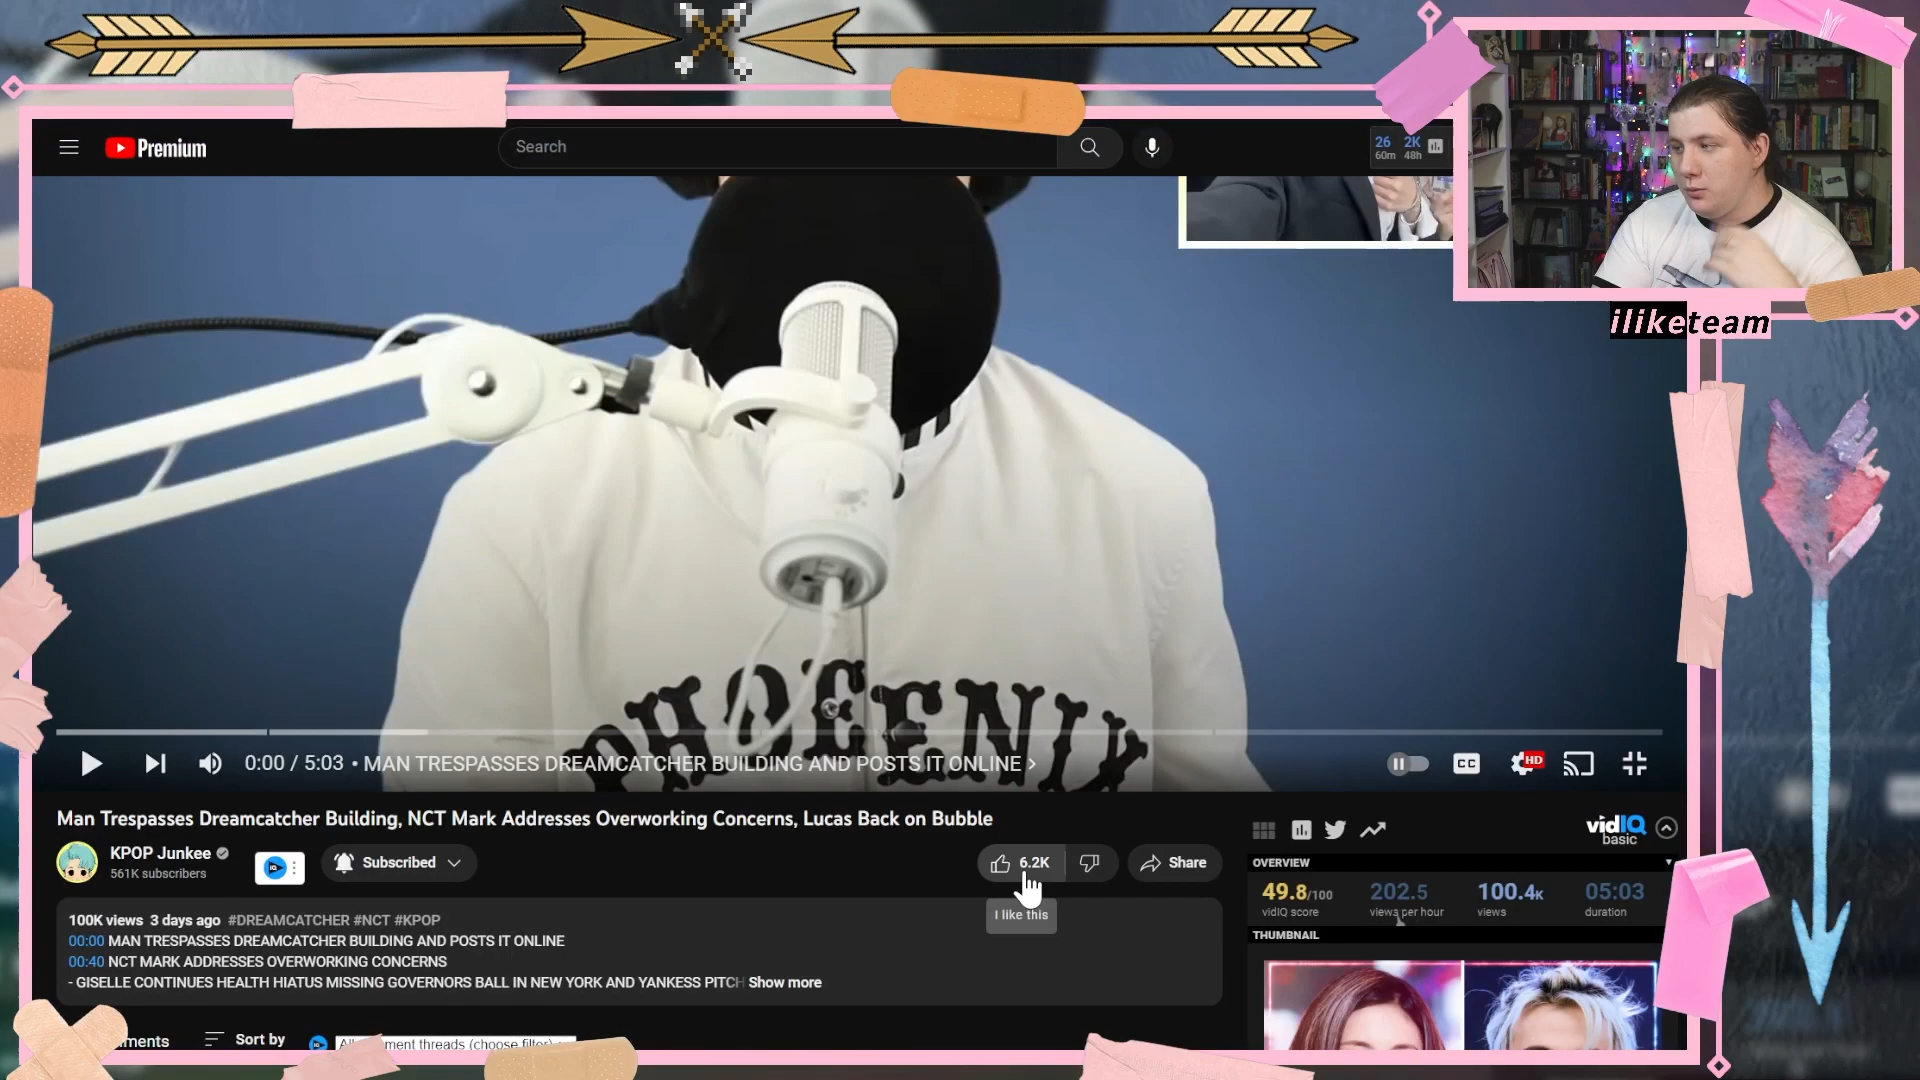 Premium
Search
26 2K
60m 48h
iliketeam
PHOEENIX
0:00 / 5:03 • MAN TRESPASSES DREAMCATCHER BUILDING AND POSTS IT ONLINE
CC
HD
Man Trespasses Dreamcatcher Building, NCT Mark Addresses Overworking Concerns, Lucas Back on Bubble
KPOP Junkee
561K subscribers
Subscribed
6.2K
Share
I like this
100K views 3 days ago #DREAMCATCHER #NCT #KPOP
00:00 MAN TRESPASSES DREAMCATCHER BUILDING AND POSTS IT ONLINE
00:40 NCT MARK ADDRESSES OVERWORKING CONCERNS
- GISELLE CONTINUES HEALTH HIATUS MISSING GOVERNORS BALL IN NEW YORK AND YANKESS PITCH Show more
Sort by
vidIQ
basic
OVERVIEW
49.8/100 202.5 100.4K 05:03
vidIQ score views per hour views duration
THUMBNAIL